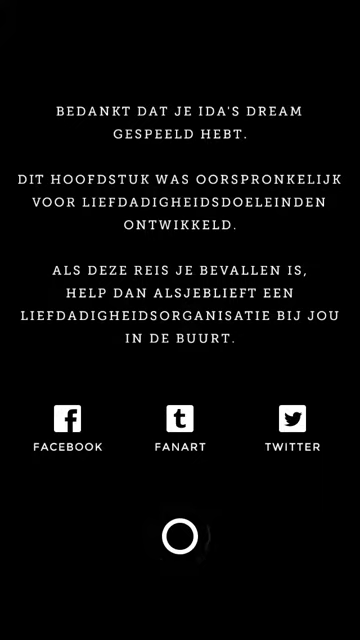 BEDANKT DAT JE IDA'S DREAM
GESPEELD HEBT.
DIT HOOFDSTUK WAS OORSPRONKELIJK
VOOR LIEFDADIGHEIDSDOELEINDEN
ONTWIKKELD.
ALS DEZE REIS JE BEVALLEN IS,
HELP DAN ALSJEBLIEFT EEN
LIEFDADIGHEIDSORGANISATIE BIJ JOU
IN DE BUURT.
FACEBOOK FANART TWITTER